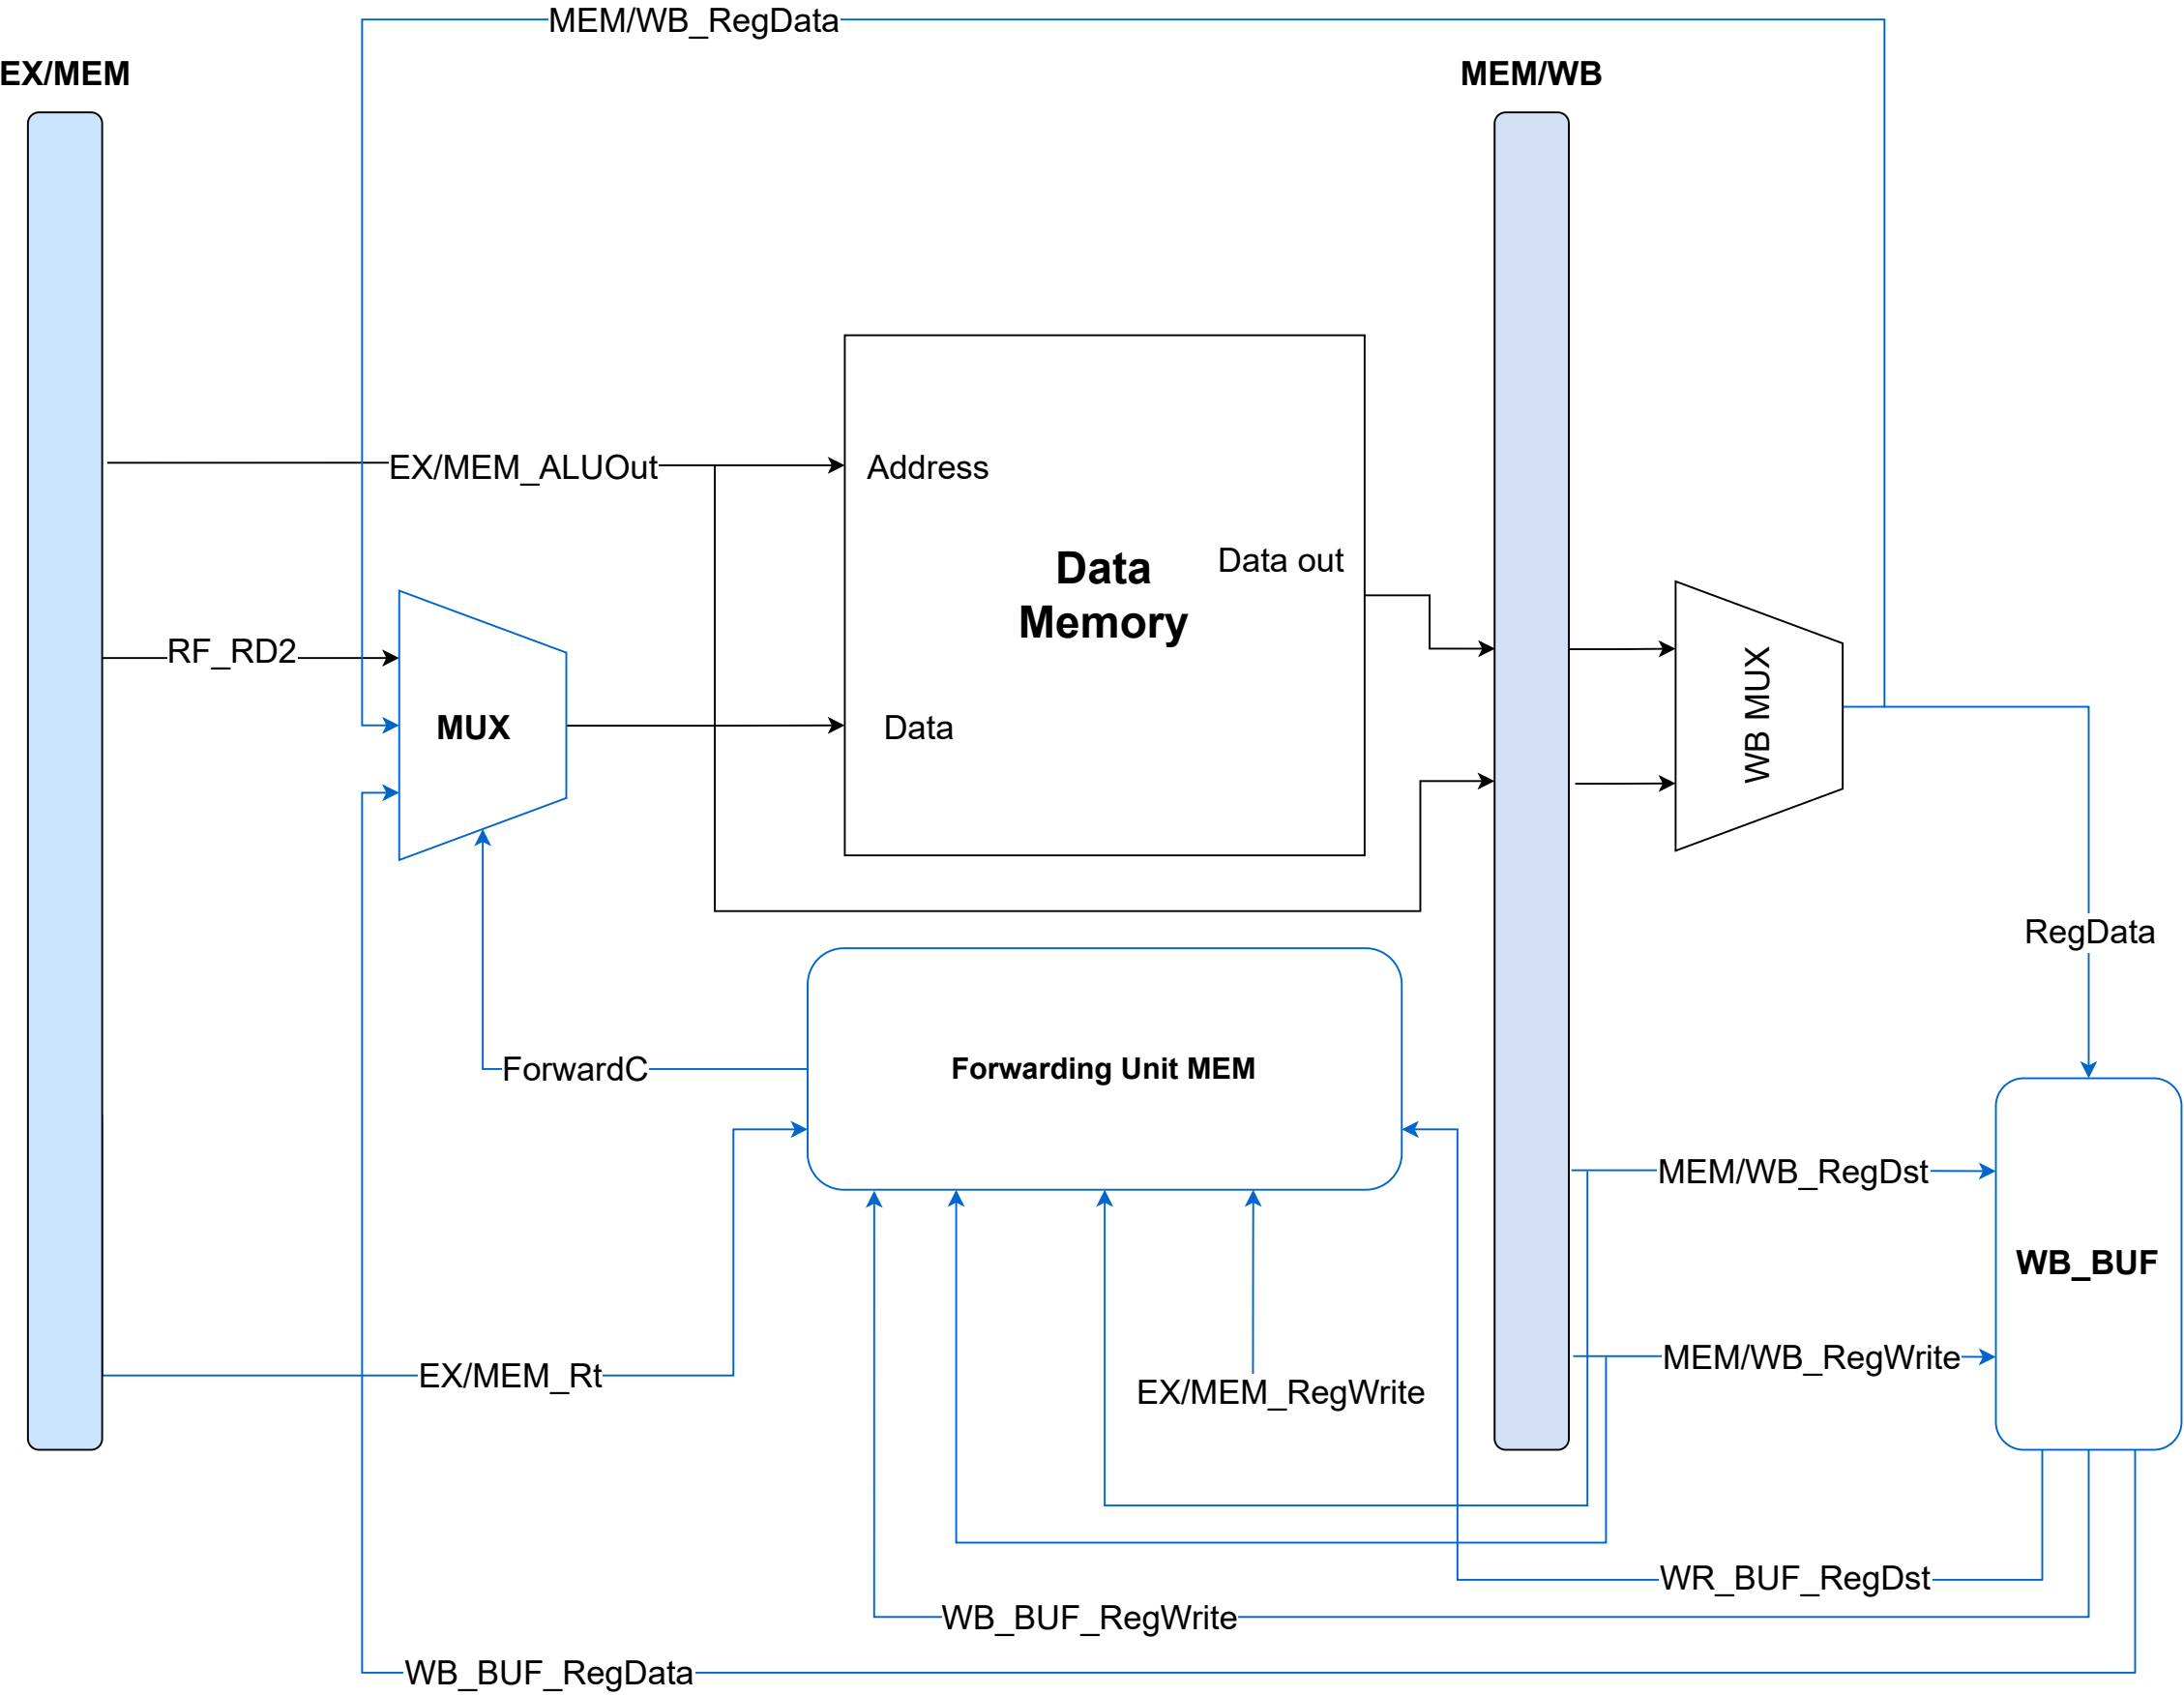 MEM/WB_RegData
EX/MEM
MEM/WB
EX/MEM_ALUOut
Address
Data out
Data
Memory
RF_RD2
MUX
Data
WB MUX
RegData
ForwardC
Forwarding Unit MEM
MEM/WB_RegDst
WB_BUF
MEM/WB_RegWrite
EX/MEM_Rt
EX/MEM_RegWrite
WR_BUF_RegDst
WB_BUF_RegWrite
WB_BUF_RegData